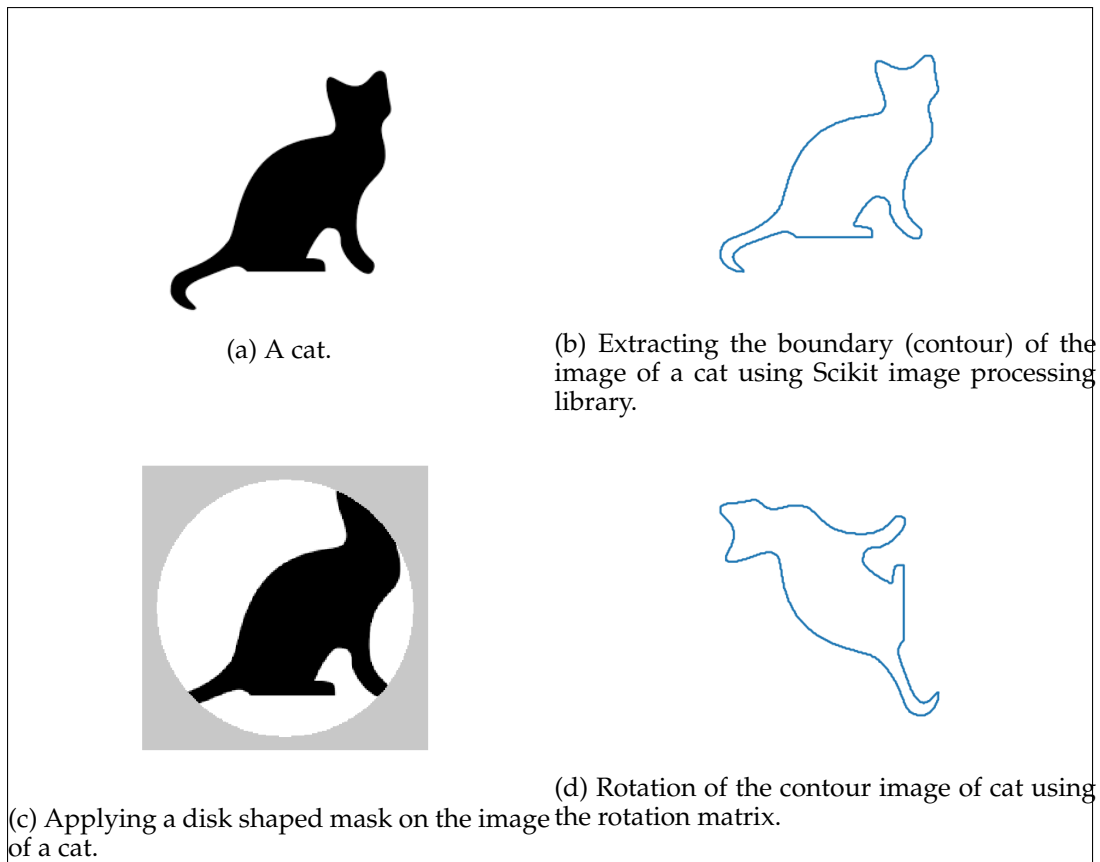 (a) A cat.
(b) Extracting the boundary (contour) of the
image of a cat using Scikit image processing
library.
(c) Applying a disk shaped mask on the image
of a cat.
(d) Rotation of the contour image of cat using
the rotation matrix.